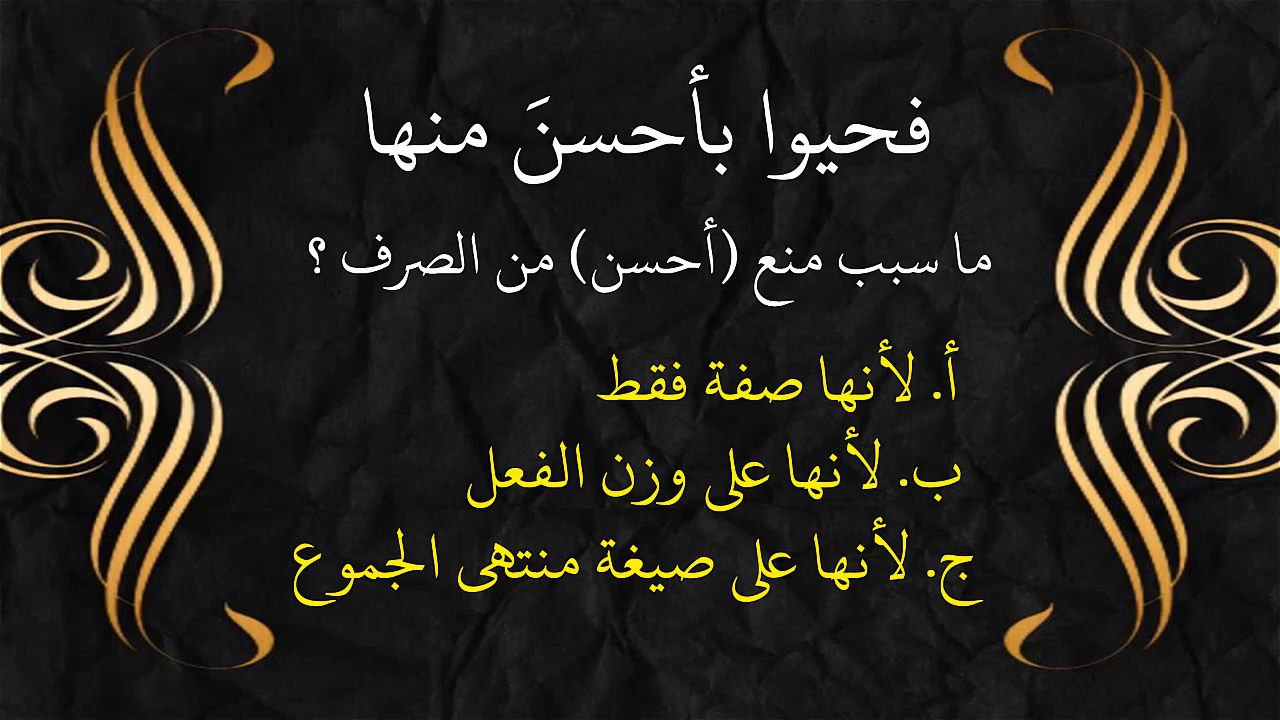 فحيوا بأحسنَ منها
ما سبب منع (أحسن) من الصرف ؟
أ. لأنها صفة فقط
ب. لأنها على وزن الفعل
ج. لأنها على صيغة منتهى الجموع